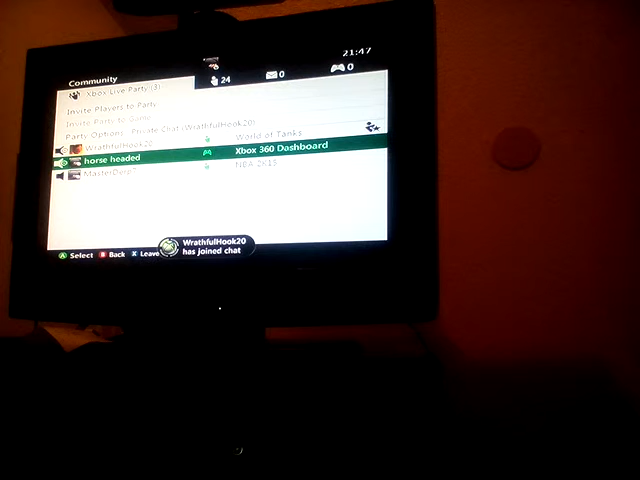 21:47
Community
24 0 0
Xbox Live Party (3)
Invite Players to Party
Invite Party to Game
Party Options: Private Chat (WrathfulHook20)
WrathfulHook20 World of Tanks
horse headed Xbox 360 Dashboard
MasterDerp7 NBA 2K15
WrathfulHook20
has joined chat
A Select B Back X Leave